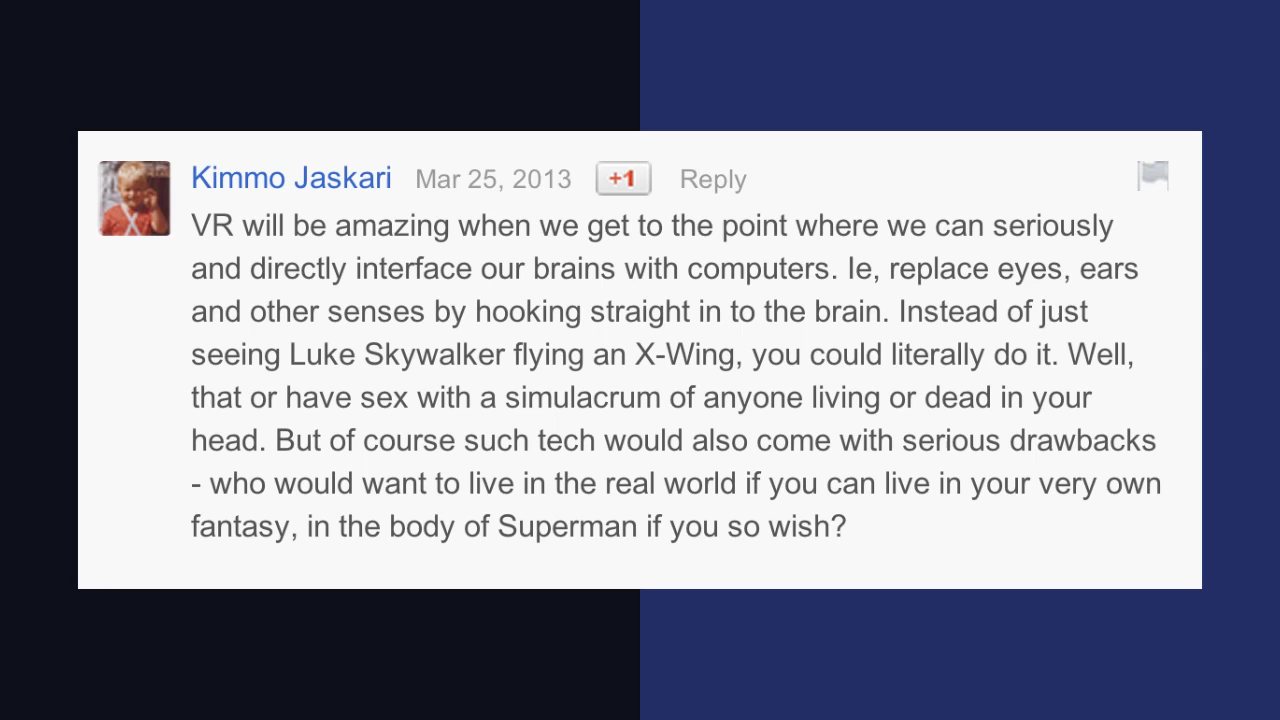 Kimmo Jaskari Mar 25, 2013 +1 Reply
VR will be amazing when we get to the point where we can seriously
and directly interface our brains with computers. Ie, replace eyes, ears
and other senses by hooking straight in to the brain. Instead of just
seeing Luke Skywalker flying an X-Wing, you could literally do it. Well,
that or have sex with a simulacrum of anyone living or dead in your
head. But of course such tech would also come with serious drawbacks
- who would want to live in the real world if you can live in your very own
fantasy, in the body of Superman if you so wish?